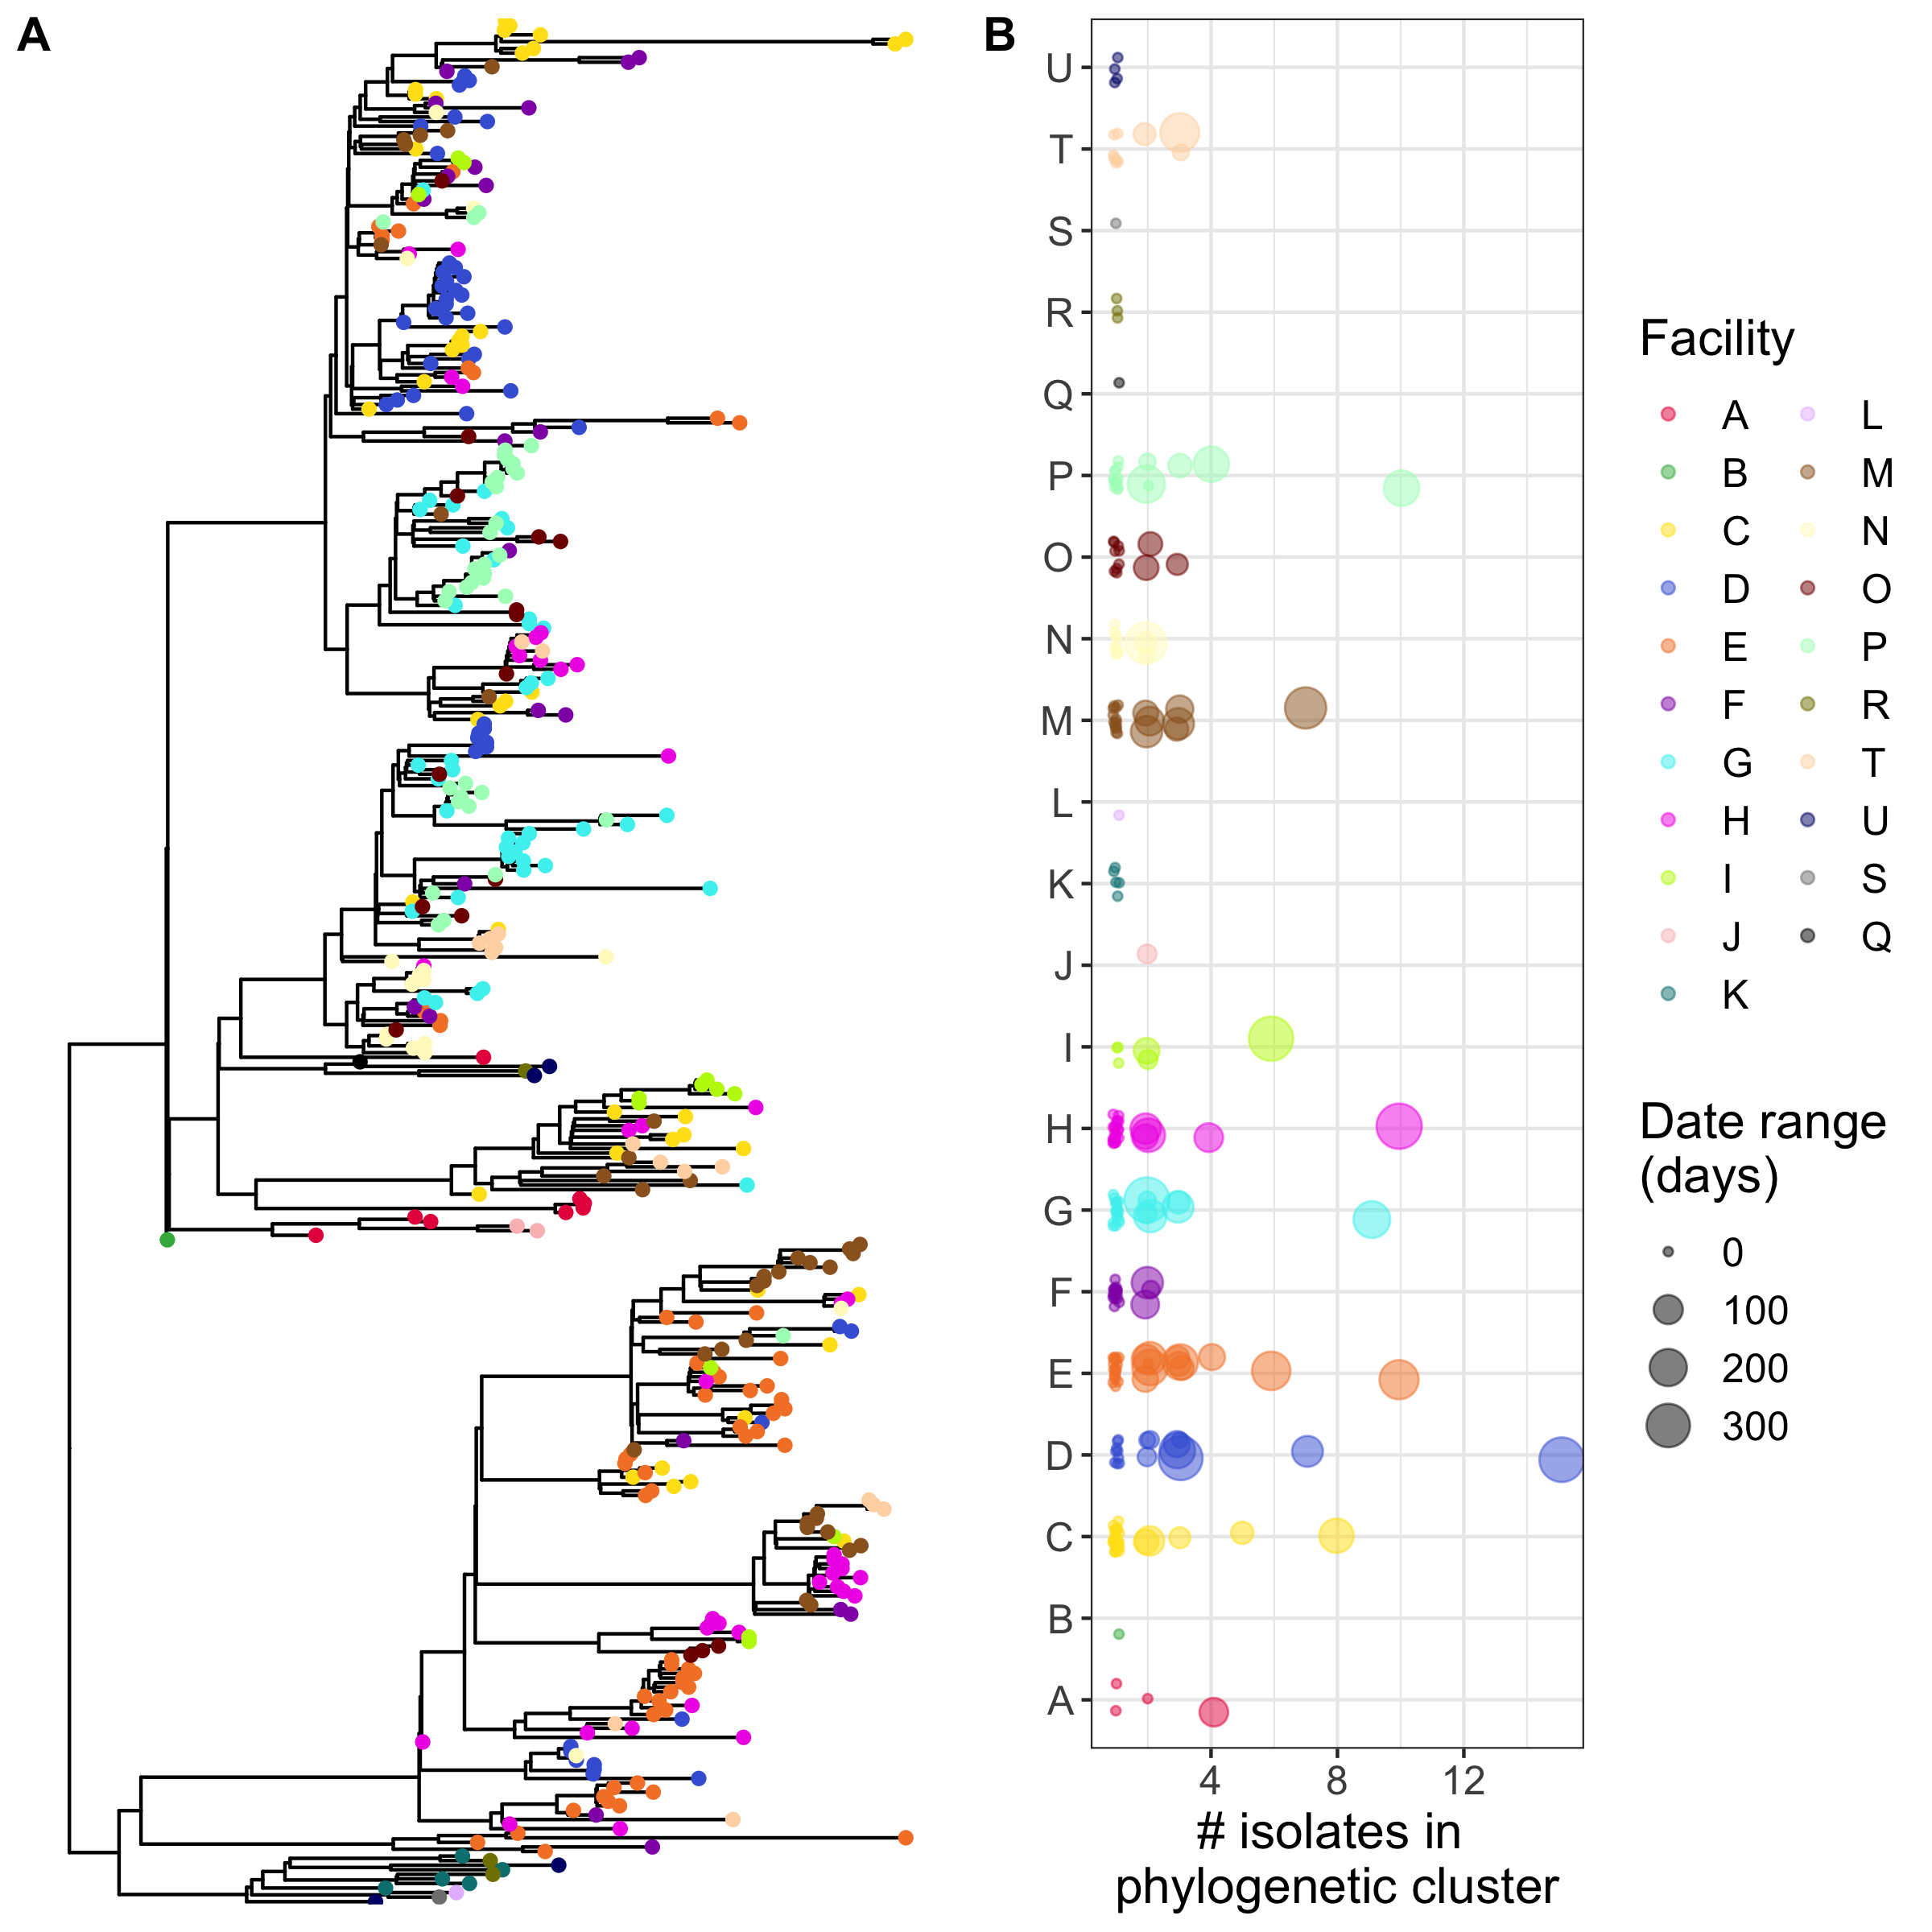 A
B
U
T
S
R
Q
P
O
N
M
L
K
J
I
H
G
F
E
D
C
B
A
4 8 12
# isolates in
phylogenetic cluster
Facility
A L
B M
C N
D O
E P
F R
G T
H U
I S
J Q
K
Date range
(days)
0
100
200
300